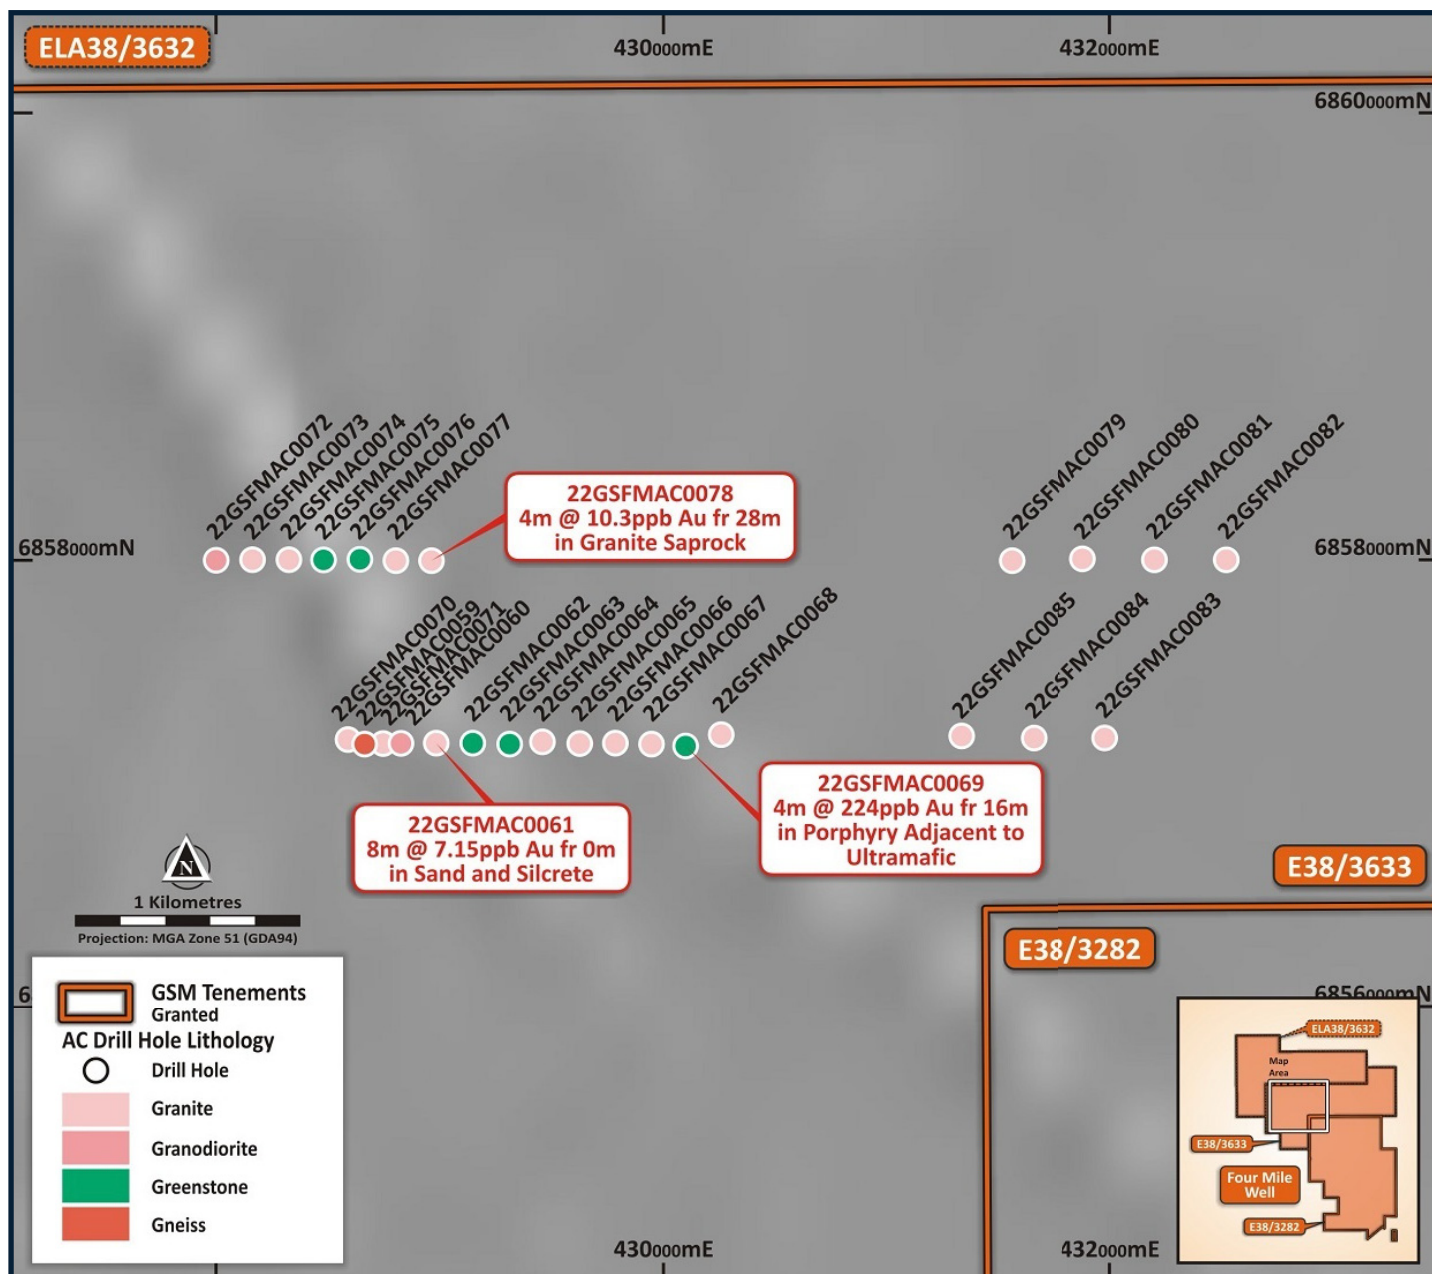 ELA38/3632
430000mE
432000mE
6860000mN
22GSFMAC0072
22GSFMAC0073
22GSFMAC0074
22GSFMAC0075
22GSFMAC0076
22GSFMAC0077
22GSFMAC0079
22GSFMAC0080
22GSFMAC0081
22GSFMAC0082
22GSFMAC0078
4m @ 10.3ppb Au fr 28m
in Granite Saprock
6858000mN
6858000mN
22GSFMAC0070
22GSFMAC0059
22GSFMAC0071
22GSFMAC0060
22GSFMAC0062
22GSFMAC0063
22GSFMAC0064
22GSFMAC0065
22GSFMAC0066
22GSFMAC0067
22GSFMAC0068
22GSFMAC0085
22GSFMAC0084
22GSFMAC0083
22GSFMAC0061
8m @ 7.15ppb Au fr 0m
in Sand and Silcrete
22GSFMAC0069
4m @ 224ppb Au fr 16m
in Porphyry Adjacent to
Ultramafic
E38/3633
E38/3282
N
1 Kilometres
Projection: MGA Zone 51 (GDA94)
6856000mN
GSM Tenements
Granted
AC Drill Hole Lithology
Drill Hole
Granite
Granodiorite
Greenstone
Gneiss
ELA38/3632
Map
Area
E38/3633
Four Mile
Well
E38/3282
430000mE
432000mE